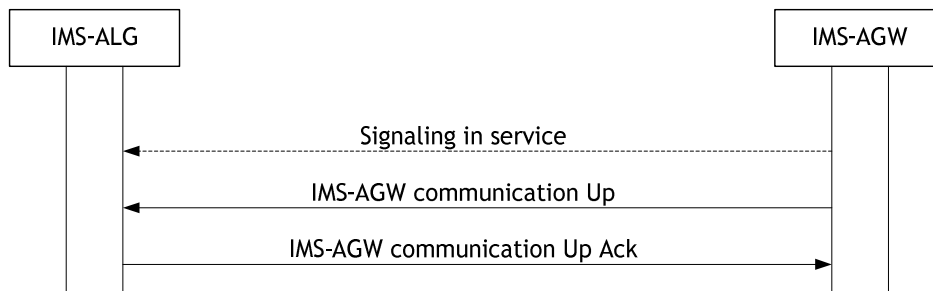 IMS-ALG
IMS-AGW
Signaling in service
IMS-AGW communication Up
IMS-AGW communication Up Ack